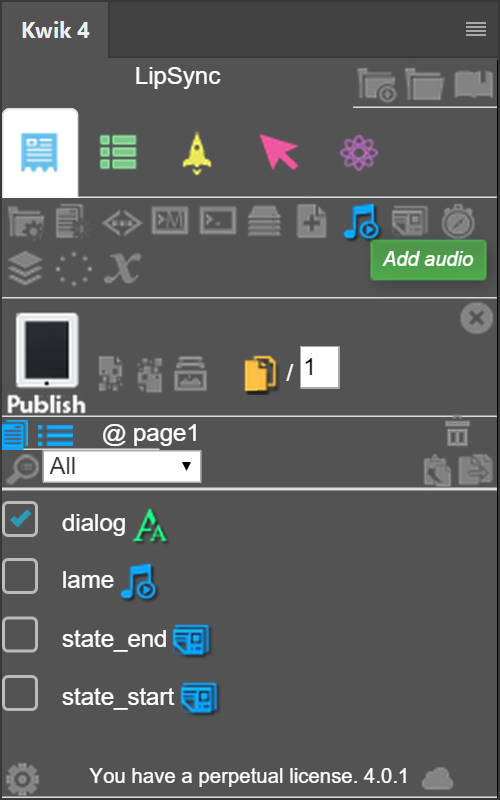 Kwik 4
LipSync
Add audio
Publish
/ 1
@ page1
All
dialog
lame
state_end
state_start
You have a perpetual license. 4.0.1